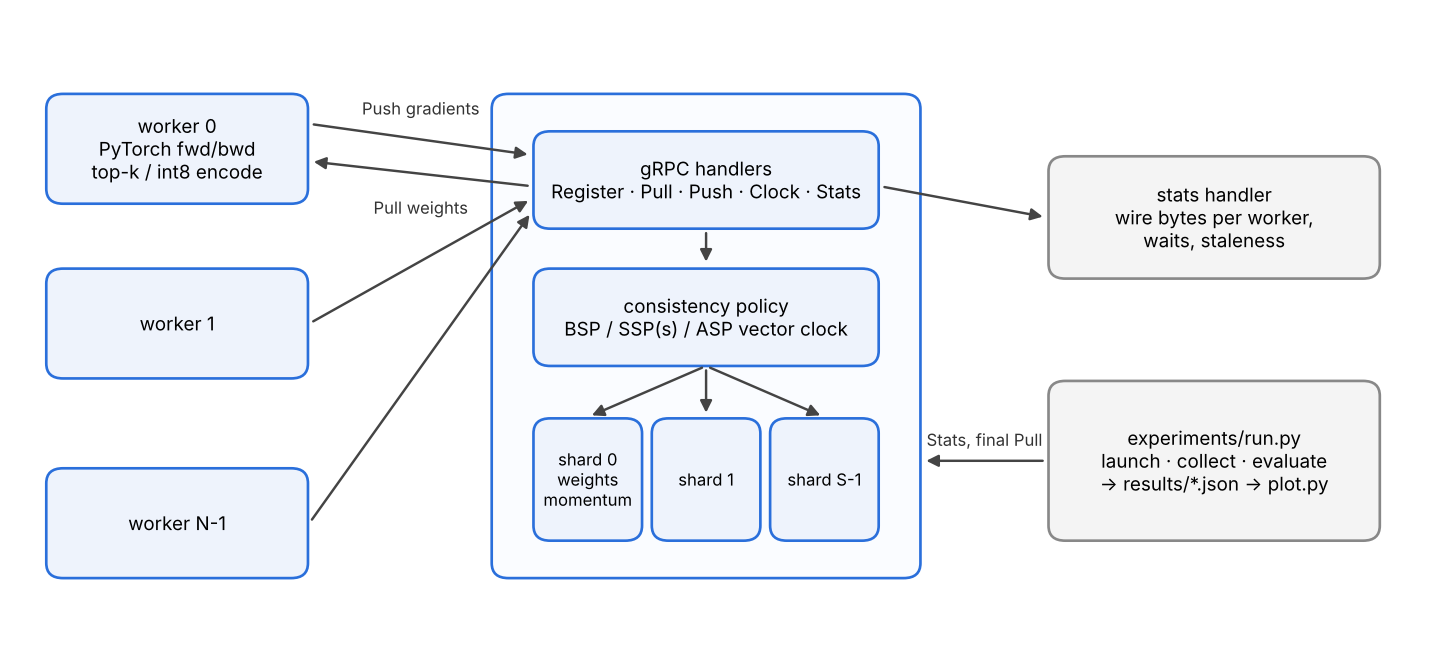 worker 0
PyTorch fwd/bwd
top-k / int8 encode
Push gradients
Pull weights
worker 1
worker N-1
gRPC handlers
Register · Pull · Push · Clock · Stats
consistency policy
BSP / SSP(s) / ASP vector clock
shard 0
weights
momentum
shard 1
shard S-1
stats handler
wire bytes per worker,
waits, staleness
Stats, final Pull
experiments/run.py
launch · collect · evaluate
→ results/*.json → plot.py